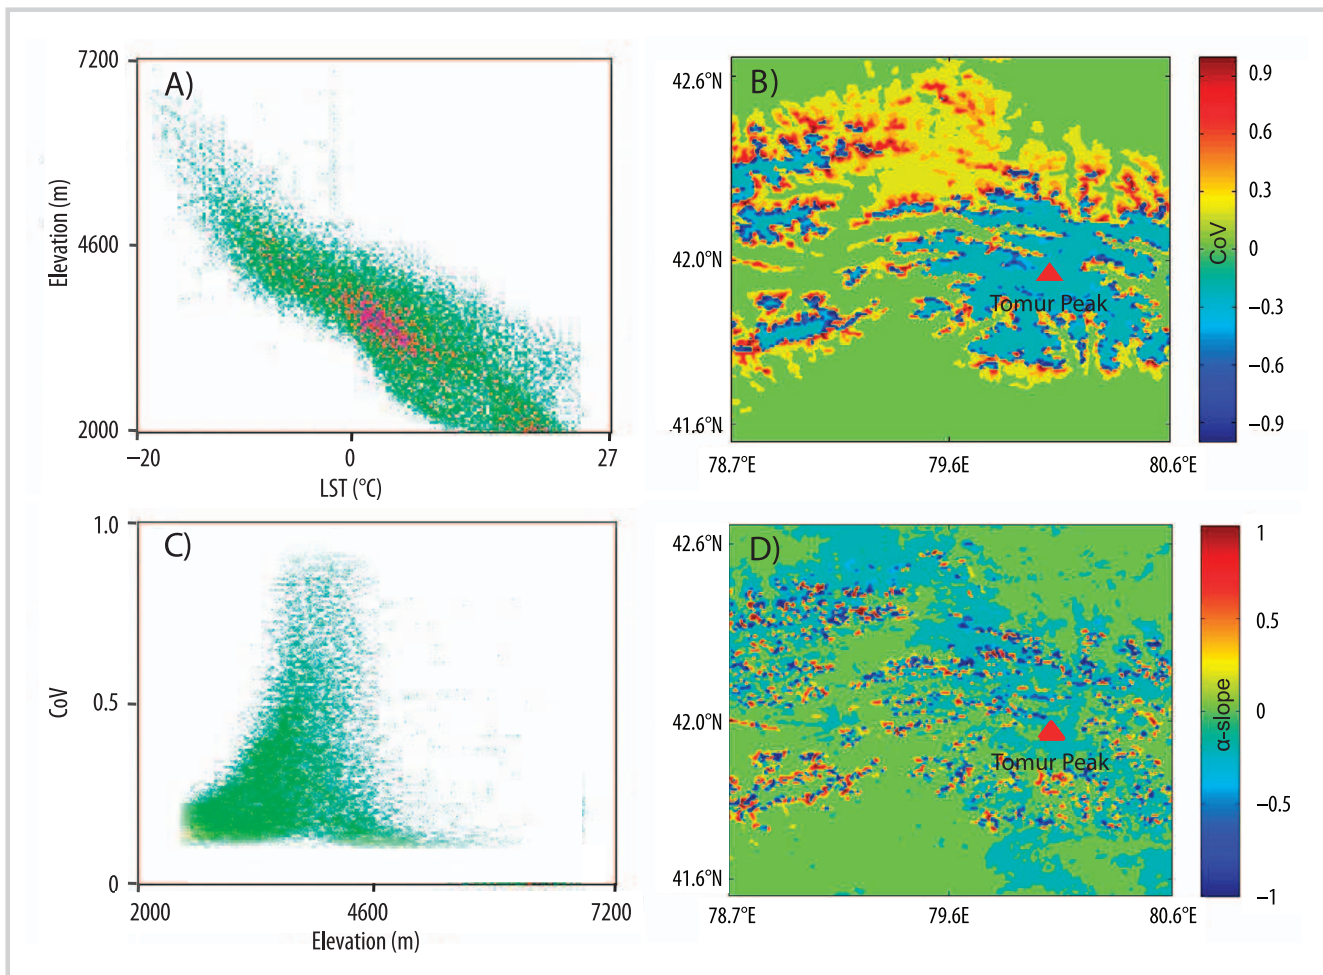 A)
7200
4600
2000
Elevation (m)
−20
0
27
LST (°C)
B)
42.6°N
42.0°N
41.6°N
78.7°E
79.6E
80.6°E
Tomur Peak
0.9
0.6
0.3
0
−0.3
−0.6
−0.9
CoV
C)
1.0
0.5
0
CoV
2000
4600
7200
Elevation (m)
D)
42.6°N
42.0°N
41.6°N
78.7°E
79.6E
80.6°E
Tomur Peak
1
0.5
0
−0.5
−1
α-slope